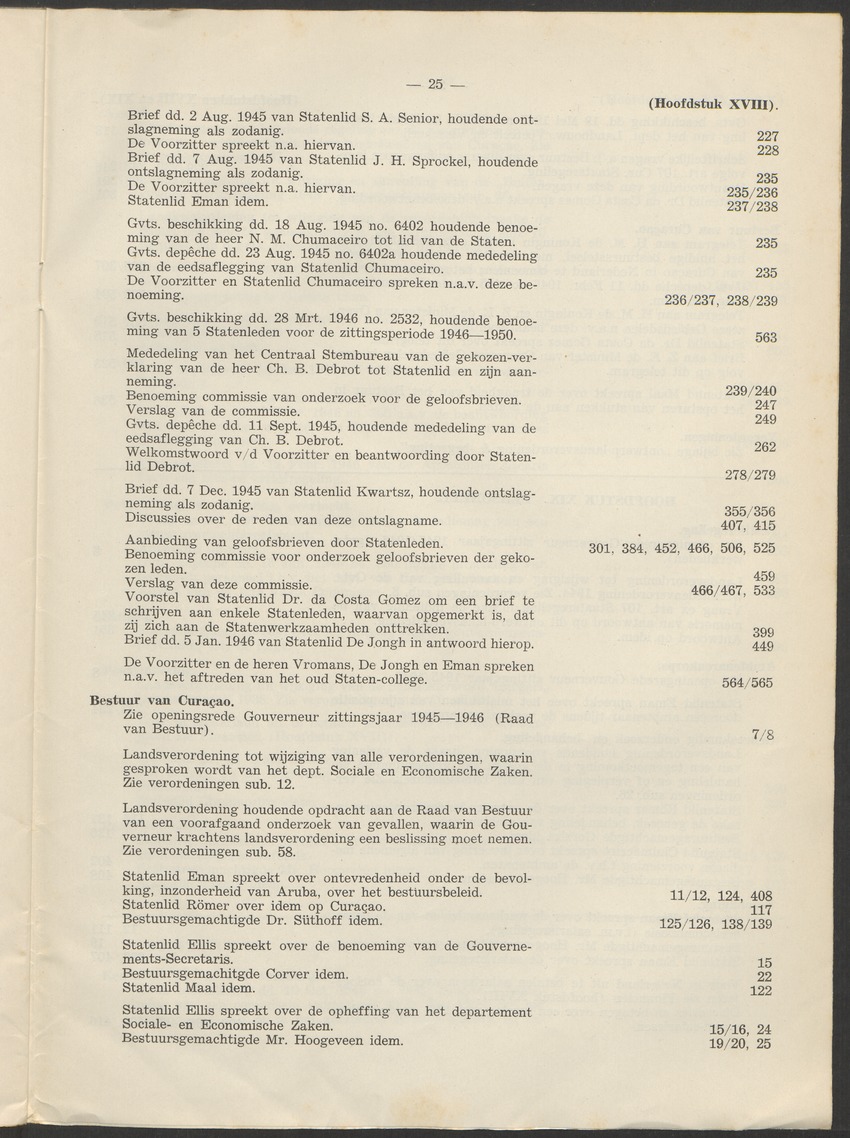 — 25 —
(Hoofdstuk XVIII).
Brief dd. 2 Aug. 1945 van Statenlid S. A. Senior, houdende ont-
slagneming als zodanig. 227
De Voorzitter spreekt n.a. hiervan. 228
Brief dd. 7 Aug. 1945 van Statenlid J. H. Sprockel, houdende
ontslagneming als zodanig. 235
De Voorzitter spreekt n.a. hiervan. 235/236
Statenlid Eman idem. 237/238
Gvts. beschikking dd. 18 Aug. 1945 no. 6402 houdende benoe-
ming van de heer N. M. Chumaceiro tot lid van de Staten. 235
Gvts. depêche dd. 23 Aug. 1945 no. 6402a houdende mededeling
van de eedsaflegging van Statenlid Chumaceiro. 235
De Voorzitter en Statenlid Chumaceiro spreken n.a.v. deze be-
noeming. 236/237, 238/239
Gvts. beschikking dd. 28 Mrt. 1946 no. 2532, houdende benoe-
ming van 5 Statenleden voor de zittingsperiode 1946—1950. 563
Mededeling van het Centraal Stembureau van de gekozen-ver-
klaring van de heer Ch. B. Debrot tot Statenlid en zijn aan-
neming. 239/240
Benoeming commissie van onderzoek voor de geloofsbrieven. 247
Verslag van de commissie. 249
Gvts. depêche dd. 11 Sept. 1945, houdende mededeling van de
eedsaflegging van Ch. B. Debrot. 262
Welkomstwoord v/d Voorzitter en beantwoording door Staten-
lid Debrot. 278/279
Brief dd. 7 Dec. 1945 van Statenlid Kwartsz, houdende ontslag-
neming als zodanig. 355/356
Discussies over de reden van deze ontslagname. 407, 415
Aanbieding van geloofsbrieven door Statenleden. 301, 384, 452, 466, 506, 525
Benoeming commissie voor onderzoek geloofsbrieven der geko-
zen leden. 459
Verslag van deze commissie. 466/467, 533
Voorstel van Statenlid Dr. da Costa Gomez om een brief te
schrijven aan enkele Statenleden, waarvan opgemerkt is, dat
zij zich aan de Statenwerkzaamheden onttrekken. 399
Brief dd. 5 Jan. 1946 van Statenlid De Jongh in antwoord hierop. 449
De Voorzitter en de heren Vromans, De Jongh en Eman spreken
n.a.v. het aftreden van het oud Staten-college. 564/565
Bestuur van Curaçao.
Zie openingsrede Gouverneur zittingsjaar 1945—1946 (Raad
van Bestuur). 7/8
Landsverordening tot wijziging van alle verordeningen, waarin
gesproken wordt van het dept. Sociale en Economische Zaken.
Zie verordeningen sub. 12.
Landsverordening houdende opdracht aan de Raad van Bestuur
van een voorafgaand onderzoek van gevallen, waarin de Gou-
verneur krachtens landsverordening een beslissing moet nemen.
Zie verordeningen sub. 58.
Statenlid Eman spreekt over ontevredenheid onder de bevol-
king, inzonderheid van Aruba, over het bestuursbeleid. 11/12, 124, 408
Statenlid Römer over idem op Curaçao. 117
Bestuursgemachtigde Dr. Süthoff idem. 125/126, 138/139
Statenlid Ellis spreekt over de benoeming van de Gouverne-
ments-Secretaris. 15
Bestuursgemachitgde Corver idem. 22
Statenlid Maal idem. 122
Statenlid Ellis spreekt over de opheffing van het departement
Sociale- en Economische Zaken. 15/16, 24
Bestuursgemachtigde Mr. Hoogeveen idem. 19/20, 25